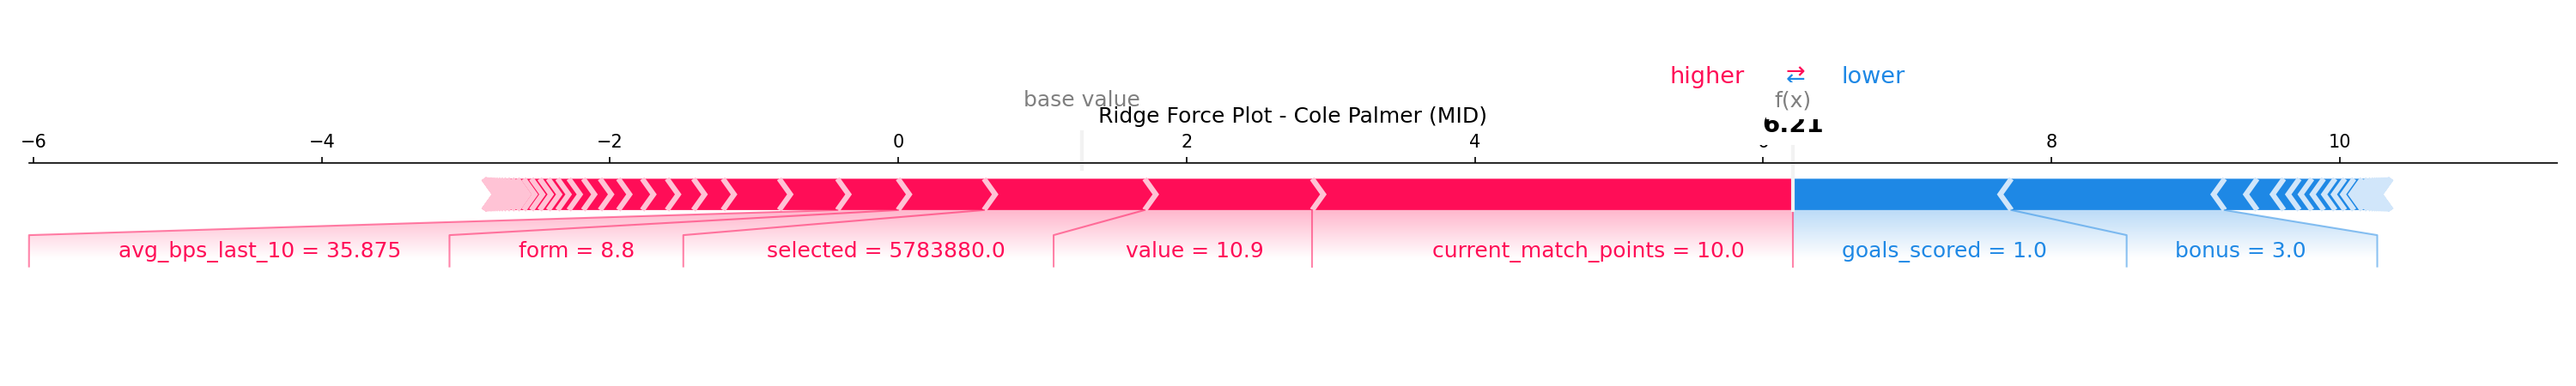 higher ⇄ lower
base value
f(x)
Ridge Force Plot - Cole Palmer (MID)
6.21
−6 −4 −2 0 2 4 8 10
avg_bps_last_10 = 35.875 form = 8.8 selected = 5783880.0 value = 10.9 current_match_points = 10.0 goals_scored = 1.0 bonus = 3.0